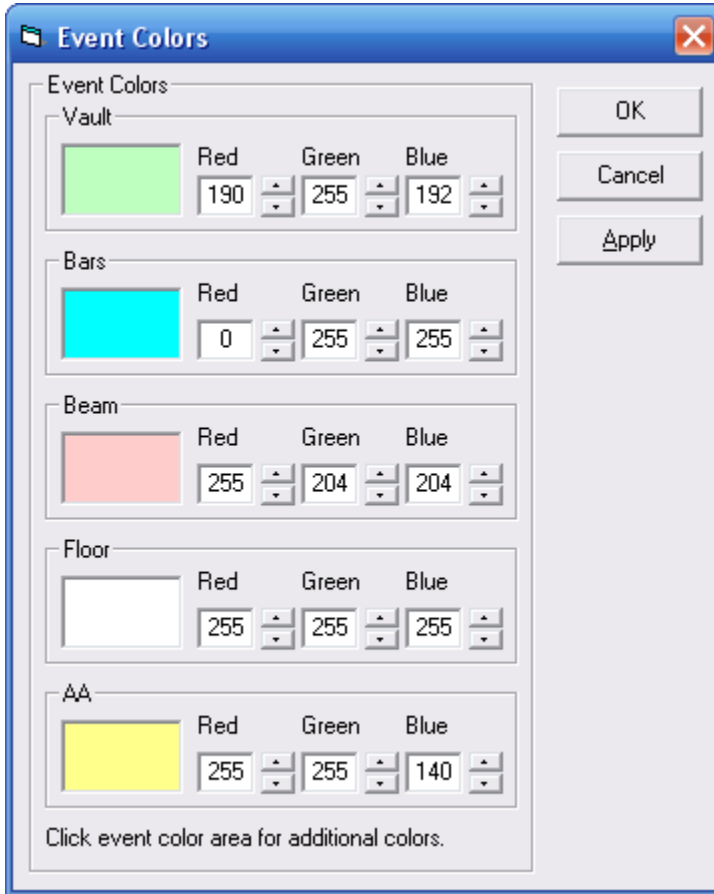 Event Colors
Event Colors
Vault
Red Green Blue
190 255 192
Bars
Red Green Blue
0 255 255
Beam
Red Green Blue
255 204 204
Floor
Red Green Blue
255 255 255
AA
Red Green Blue
255 255 140
Click event color area for additional colors.
OK
Cancel
Apply